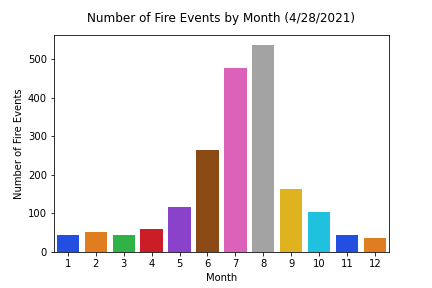 Number of Fire Events by Month (4/28/2021)
Number of Fire Events
500
400
300
200
100
0
1 2 3 4 5 6 7 8 9 10 11 12
Month